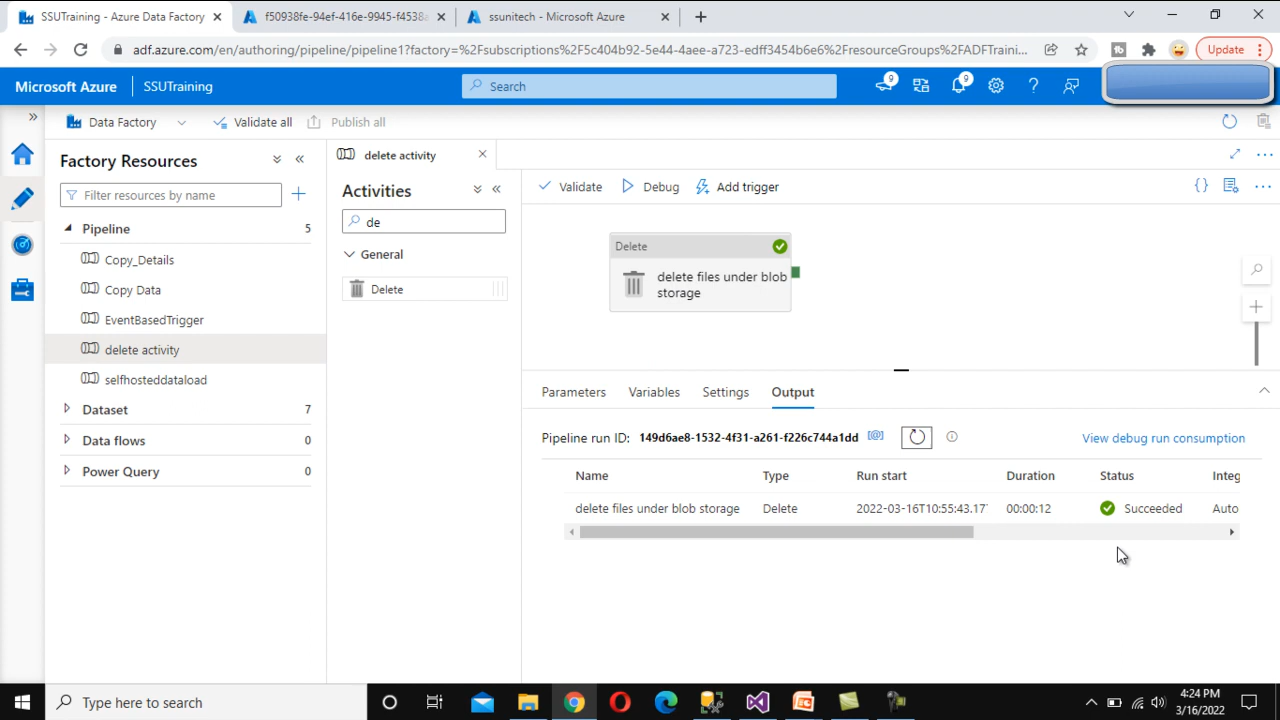 SSUTraining - Azure Data Factory
f50938fe-94ef-416e-9945-f4538a
ssunitech - Microsoft Azure
adf.azure.com/en/authoring/pipeline/pipeline1?factory=%2Fsubscriptions%2F5c404b92-5e44-4aee-a723-edff3454b6e6%2FresourceGroups%2FADFTraini...
Update
Microsoft Azure
SSUTraining
Search
9
9
Data Factory
Validate all
Publish all
Factory Resources
Filter resources by name
Pipeline 5
Copy_Details
Copy Data
EventBasedTrigger
delete activity
selfhosteddataload
Dataset 7
Data flows 0
Power Query 0
delete activity
Activities
de
General
Delete
Validate
Debug
Add trigger
{}
Delete
delete files under blob
storage
Parameters
Variables
Settings
Output
Pipeline run ID: 149d6ae8-1532-4f31-a261-f226c744a1dd
View debug run consumption
Name Type Run start Duration Status Integ
delete files under blob storage Delete 2022-03-16T10:55:43.17 00:00:12 Succeeded Auto
Type here to search
4:24 PM
3/16/2022